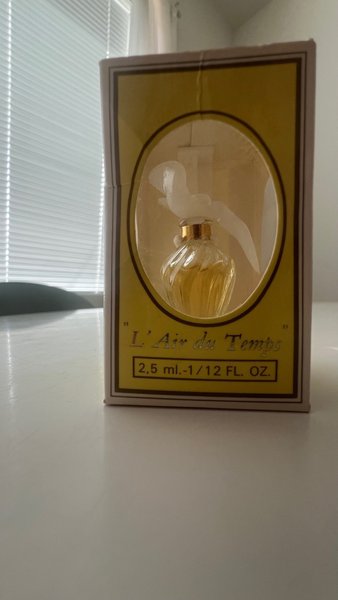 "L'Air du Temps"
2,5 ml.-1/12 FL. OZ.